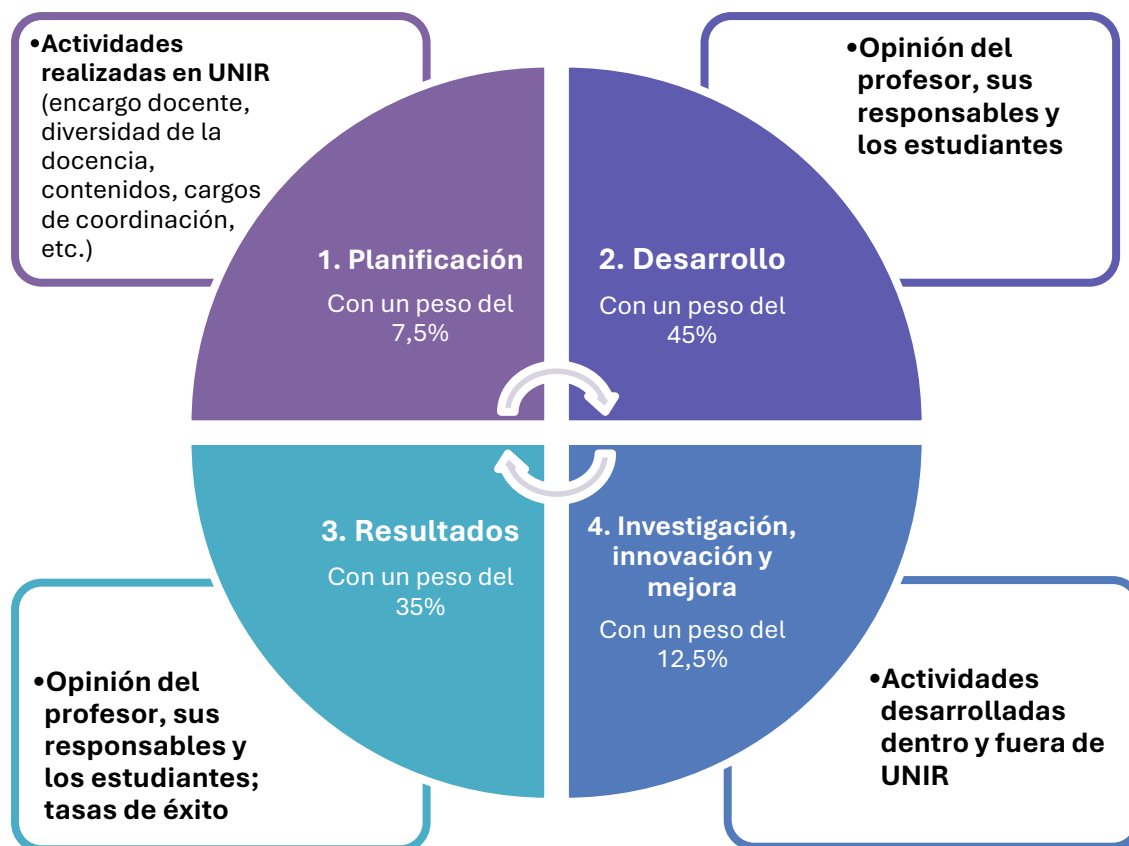 •Actividades
realizadas en UNIR
(encargo docente,
diversidad de la
docencia,
contenidos, cargos
de coordinación,
etc.)
1. Planificación
Con un peso del
7,5%
•Opinión del
profesor, sus
responsables y
los estudiantes
2. Desarrollo
Con un peso del
45%
3. Resultados
Con un peso del
35%
•Opinión del
profesor, sus
responsables y
los estudiantes;
tasas de éxito
4. Investigación,
innovación y
mejora
Con un peso del
12,5%
•Actividades
desarrolladas
dentro y fuera de
UNIR